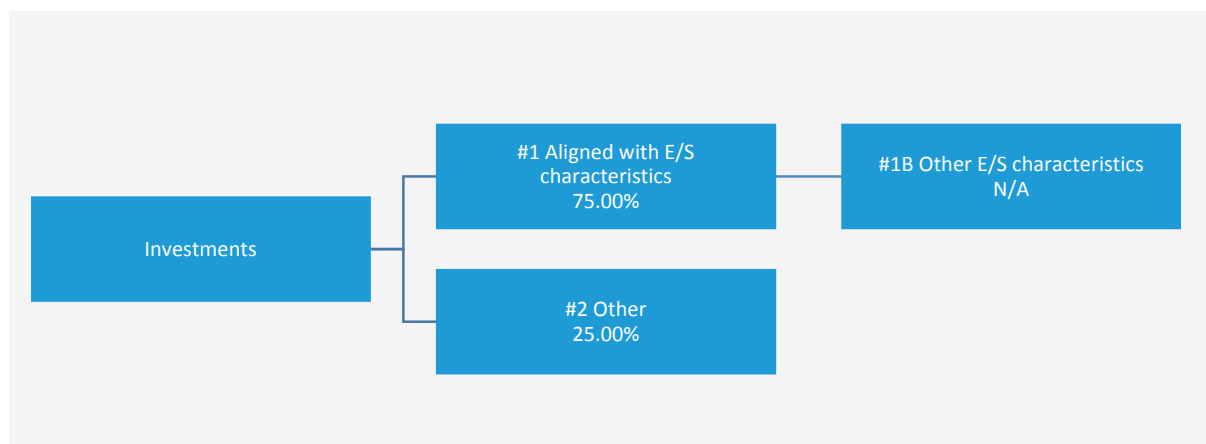 Investments
#1 Aligned with E/S
characteristics
75.00%
#2 Other
25.00%
#1B Other E/S characteristics
N/A